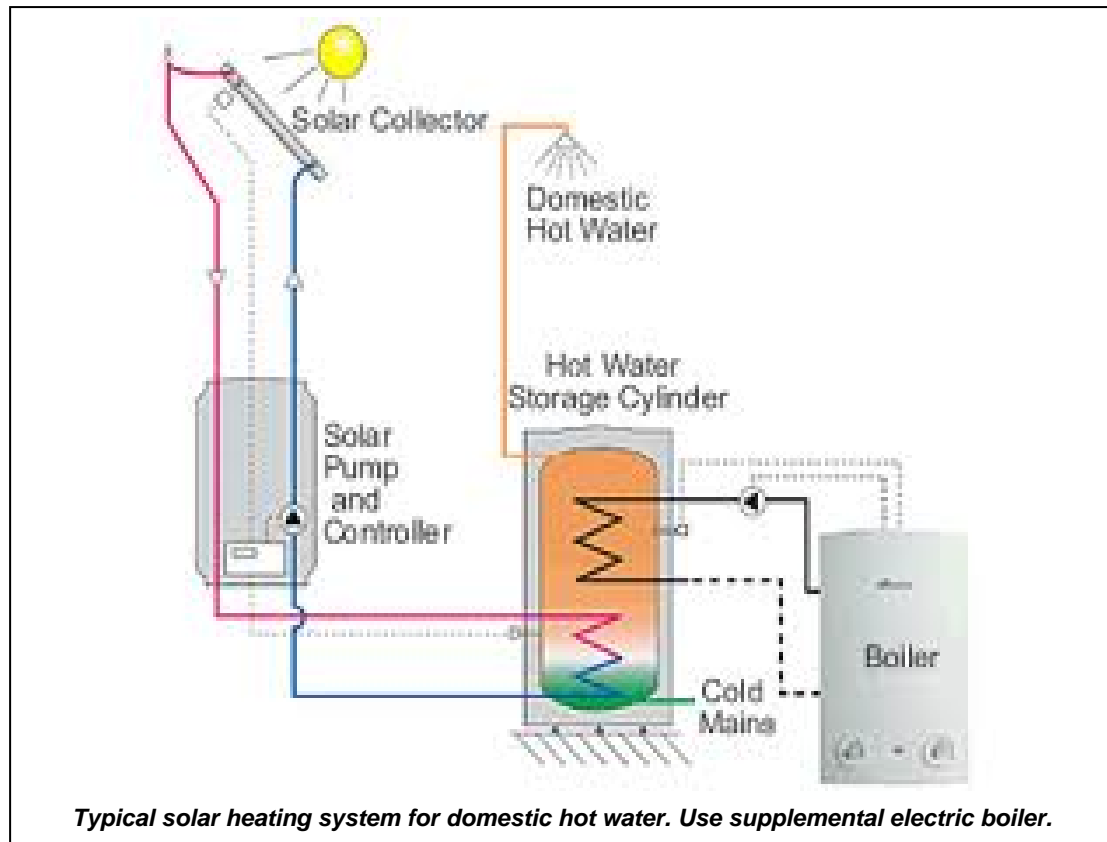 Solar Collector
Domestic
Hot Water
Hot Water
Storage Cylinder
Solar
Pump
and
Controller
Boiler
Cold
Mains
Typical solar heating system for domestic hot water. Use supplemental electric boiler.